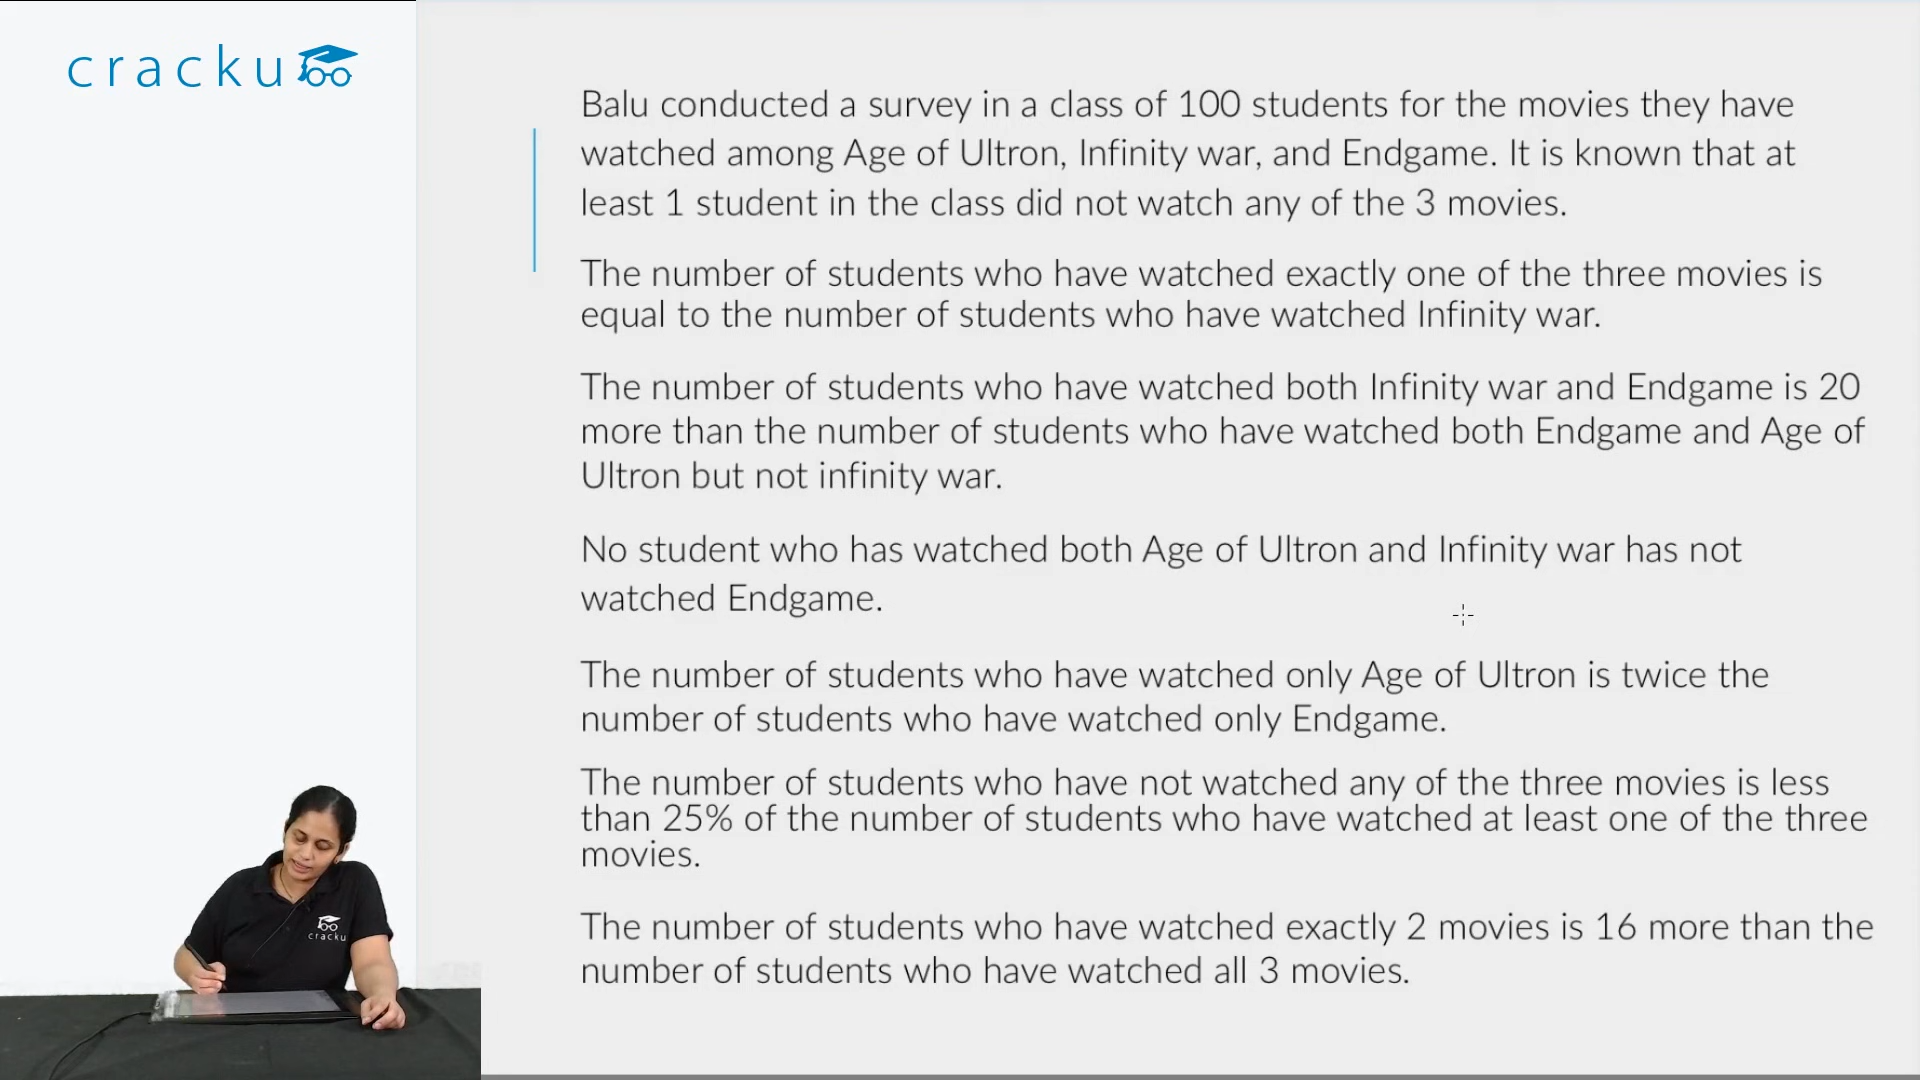 cracku
Balu conducted a survey in a class of 100 students for the movies they have
watched among Age of Ultron, Infinity war, and Endgame. It is known that at
least 1 student in the class did not watch any of the 3 movies.
The number of students who have watched exactly one of the three movies is
equal to the number of students who have watched Infinity war.
The number of students who have watched both Infinity war and Endgame is 20
more than the number of students who have watched both Endgame and Age of
Ultron but not infinity war.
No student who has watched both Age of Ultron and Infinity war has not
watched Endgame.
The number of students who have watched only Age of Ultron is twice the
number of students who have watched only Endgame.
The number of students who have not watched any of the three movies is less
than 25% of the number of students who have watched at least one of the three
movies.
The number of students who have watched exactly 2 movies is 16 more than the
number of students who have watched all 3 movies.
cracku